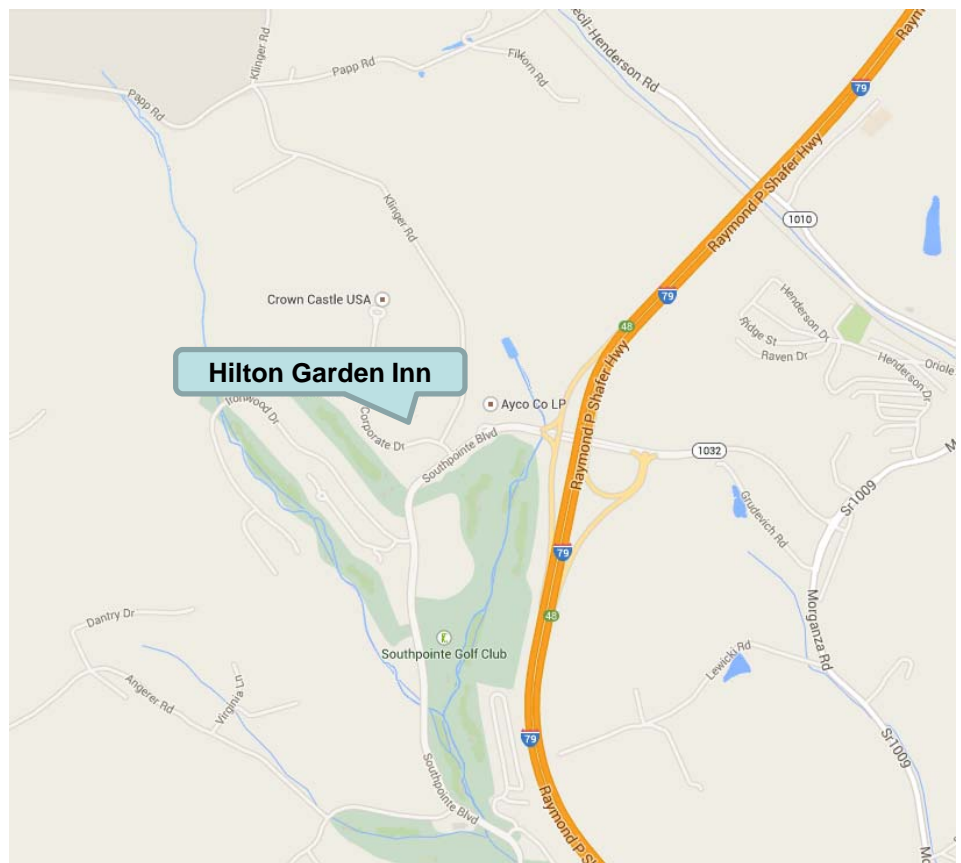 Klinger Rd
Papp Rd
Filkorn Rd
Cecil-Henderson Rd
79
Papp Rd
Raymond P Shafer Hwy
Klinger Rd
1010
Crown Castle USA
79
48
Henderson Dr
Ridge St
Raven Dr
Oriole
Henderson Dr
Hilton Garden Inn
Raymond P Shafer Hwy
Ironwood Dr
Ayco Co LP
Corporate Dr
Southpointe Blvd
1032
Sr1009
Grudevich Rd
79
48
Morganza Rd
Dantry Dr
Southpointe Golf Club
Lewicki Rd
Angerer Rd
Virginia Ln
79
Sr1009
Southpointe Blvd
Raymond P S